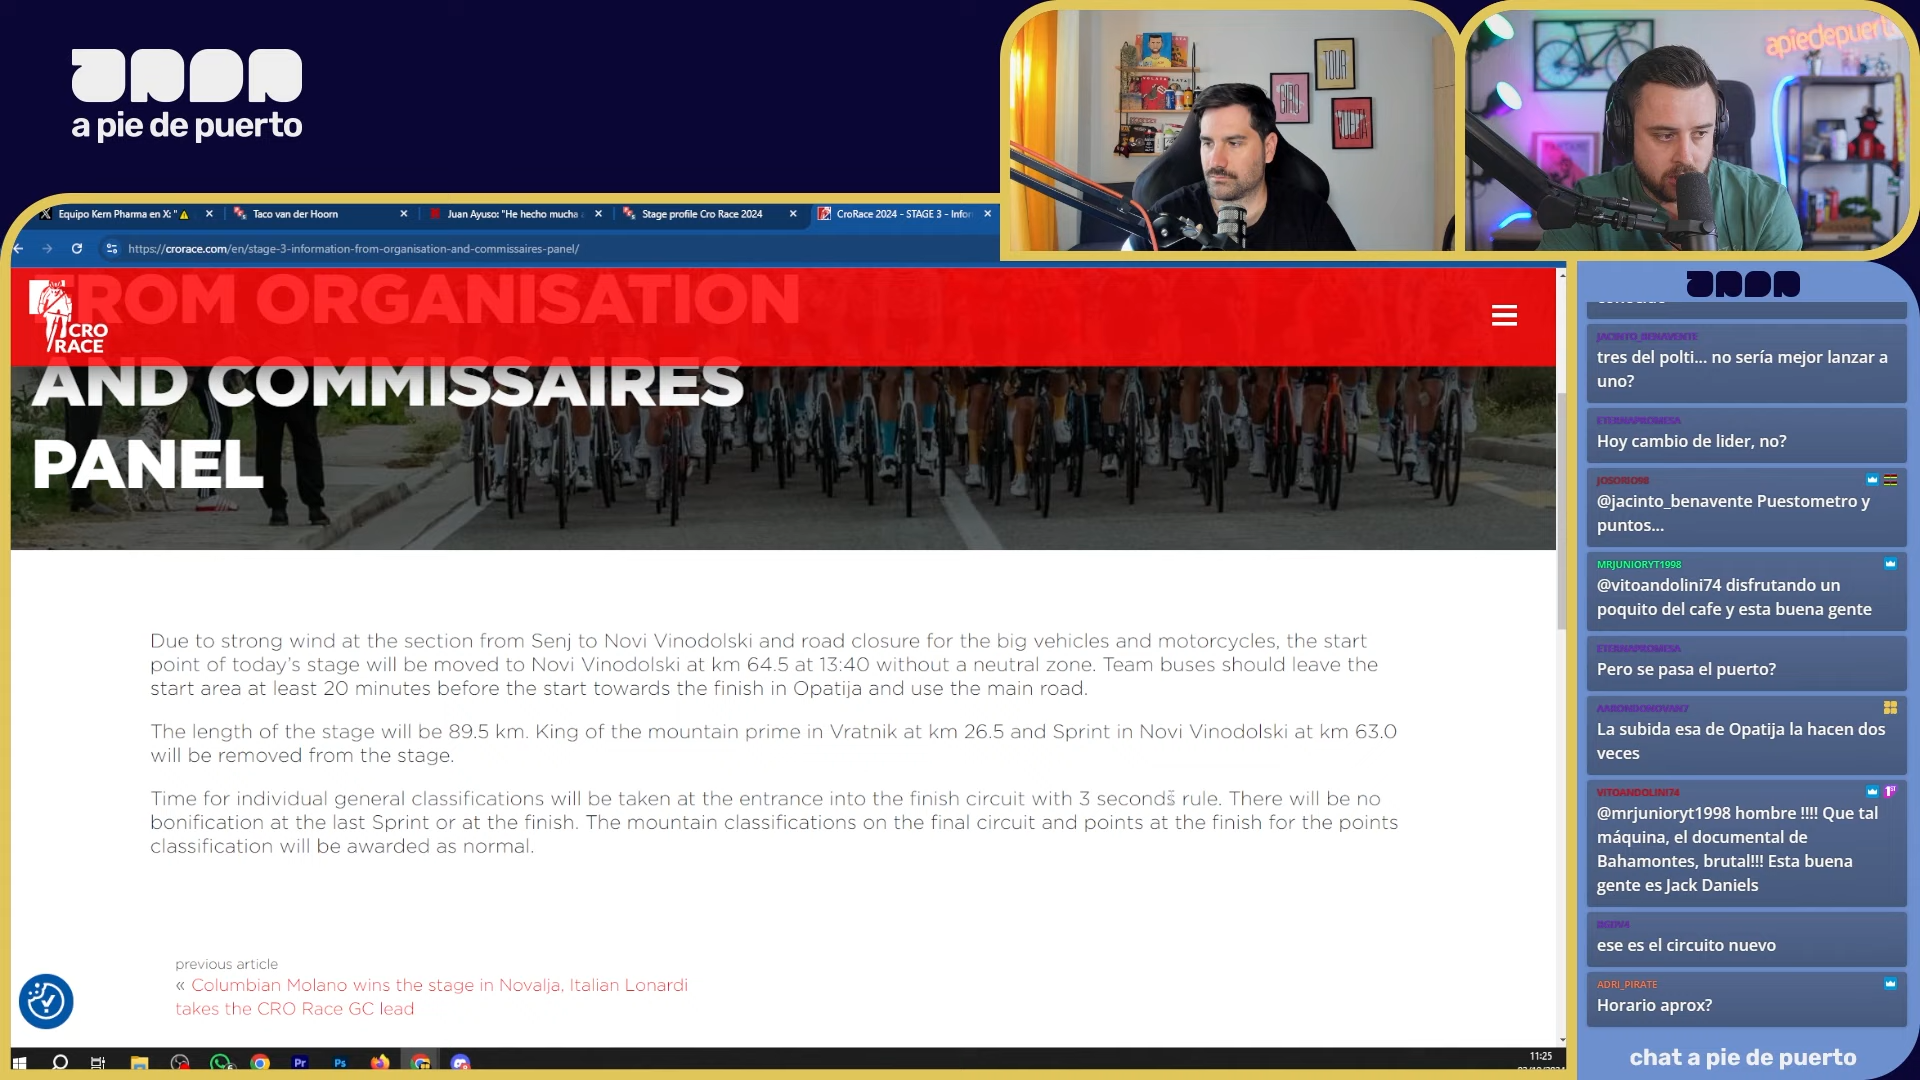 a pie de puerto
TOUR
GIRO
VUELTA
apiedepuerto
Equipo Kern Pharma en X: "⚠
Taco van der Hoorn
Juan Ayuso: "He hecho mucha
Stage profile Cro Race 2024
CroRace 2024 - STAGE 3 - Infor
https://crorace.com/en/stage-3-information-from-organisation-and-commissaires-panel/
FROM ORGANISATION
CRO
RACE
AND COMMISSAIRES
PANEL
Due to strong wind at the section from Senj to Novi Vinodolski and road closure for the big vehicles and motorcycles, the start
point of today's stage will be moved to Novi Vinodolski at km 64.5 at 13:40 without a neutral zone. Team buses should leave the
start area at least 20 minutes before the start towards the finish in Opatija and use the main road.
The length of the stage will be 89.5 km. King of the mountain prime in Vratnik at km 26.5 and Sprint in Novi Vinodolski at km 63.0
will be removed from the stage.
Time for individual general classifications will be taken at the entrance into the finish circuit with 3 seconds rule. There will be no
bonification at the last Sprint or at the finish. The mountain classifications on the final circuit and points at the finish for the points
classification will be awarded as normal.
previous article
« Columbian Molano wins the stage in Novalja, Italian Lonardi
takes the CRO Race GC lead
Pr
Ps
11:25
JACINTO_BENAVENTE
tres del polti... no sería mejor lanzar a
uno?
ETERNAPROMESA
Hoy cambio de lider, no?
JOSORIO98
@jacinto_benavente Puestometro y
puntos...
MRJUNIORYT1998
@vitoandolini74 disfrutando un
poquito del cafe y esta buena gente
ETERNAPROMESA
Pero se pasa el puerto?
AARONDONOVAN7
La subida esa de Opatija la hacen dos
veces
VITOANDOLINI74
1ST
@mrjunioryt1998 hombre !!!! Que tal
máquina, el documental de
Bahamontes, brutal!!! Esta buena
gente es Jack Daniels
ese es el circuito nuevo
ADRI_PIRATE
Horario aprox?
chat a pie de puerto